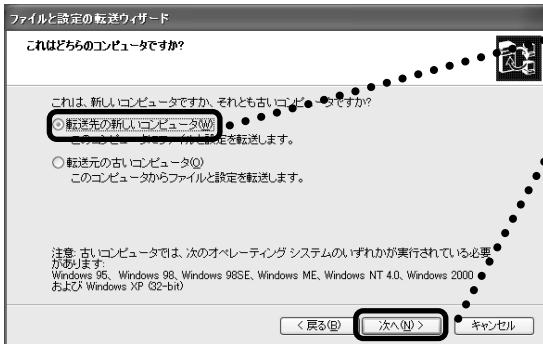 ファイルと設定の転送ウィザード
これはどちらのコンピュータですか?
これは、新しいコンピュータですか、それとも古いコンピュータですか?
転送先の新しいコンピュータ(W)
このコンピュータにファイルと設定を転送します。
転送元の古いコンピュータ(O)
このコンピュータからファイルと設定を転送します。
注意: 古いコンピュータでは、次のオペレーティング システムのいずれかが実行されている必要
があります:
Windows 95、Windows 98、Windows 98SE、Windows ME、Windows NT 4.0、Windows 2000
および Windows XP (32-bit)
< 戻る(B) 次へ(N) > キャンセル